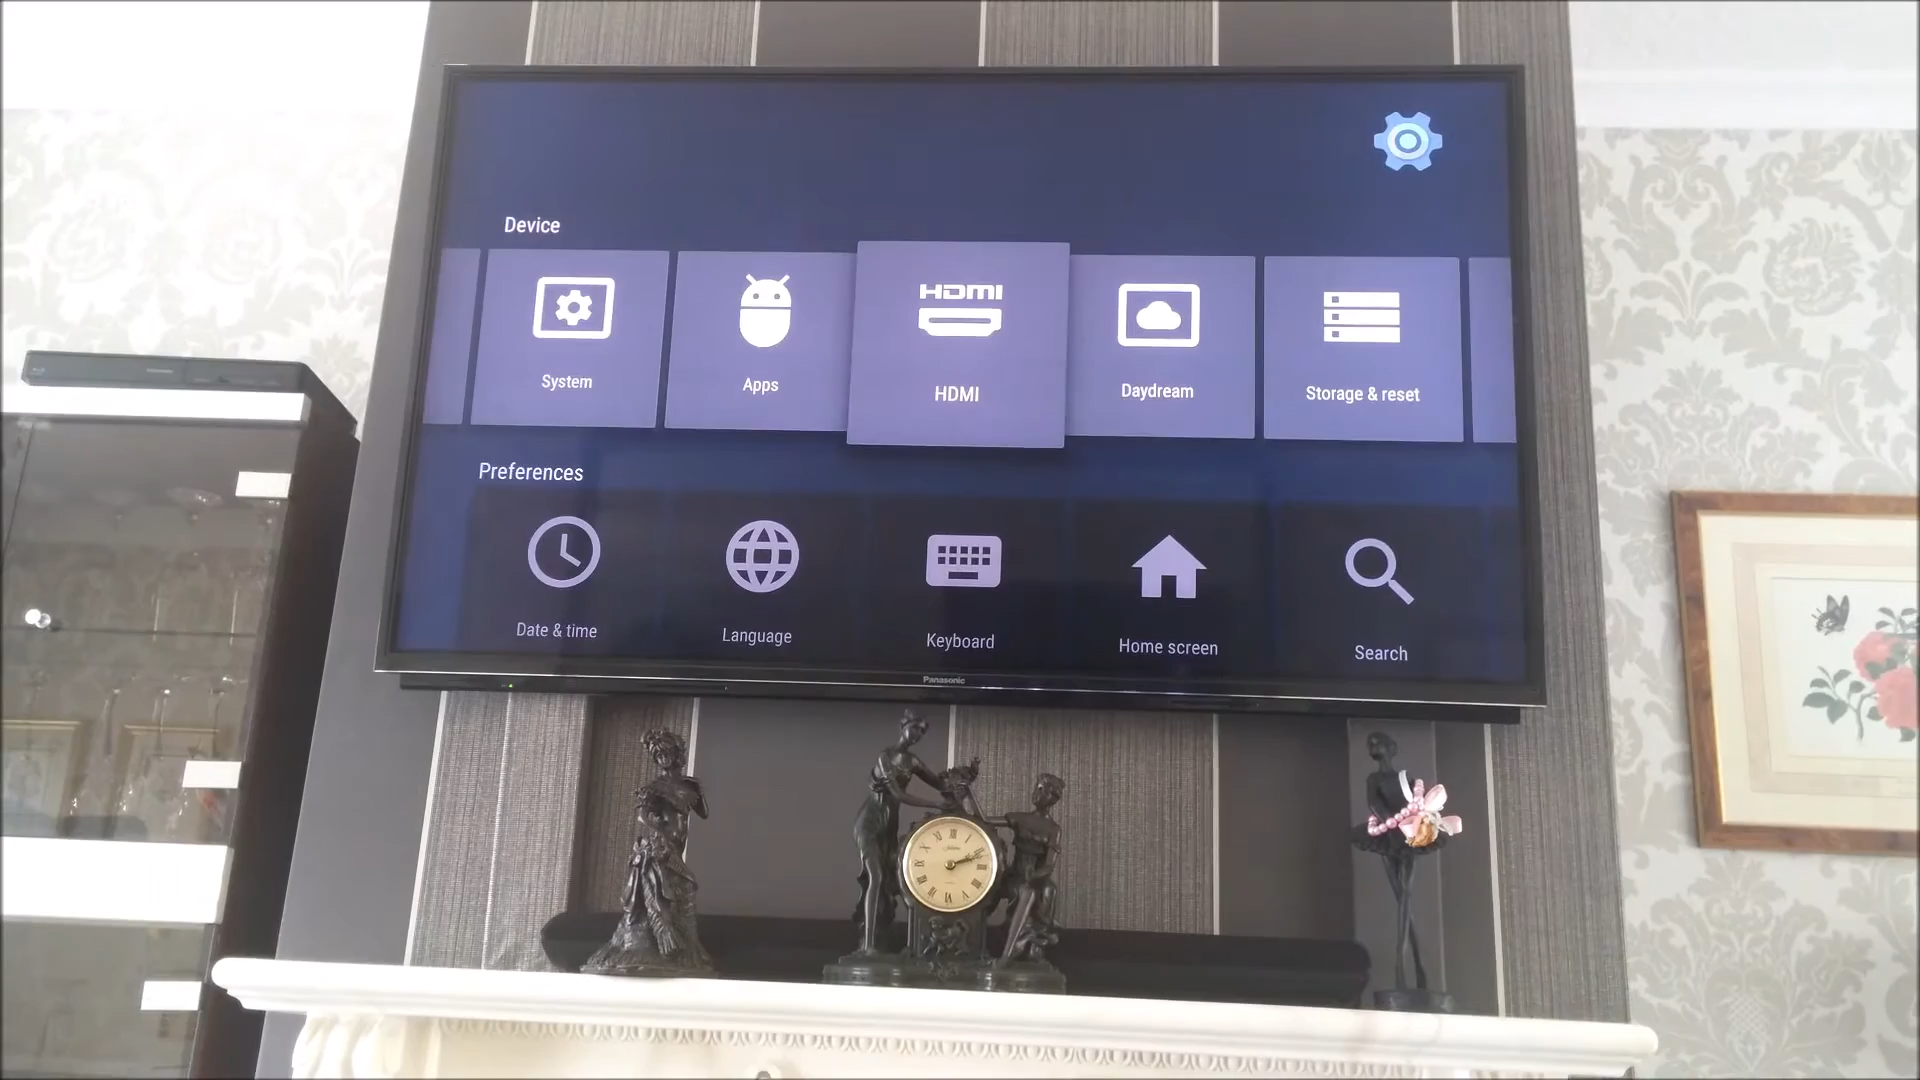 Device
HDMI
System
Apps
HDMI
Daydream
Storage & reset
Preferences
Date & time
Language
Keyboard
Home screen
Search
Panasonic